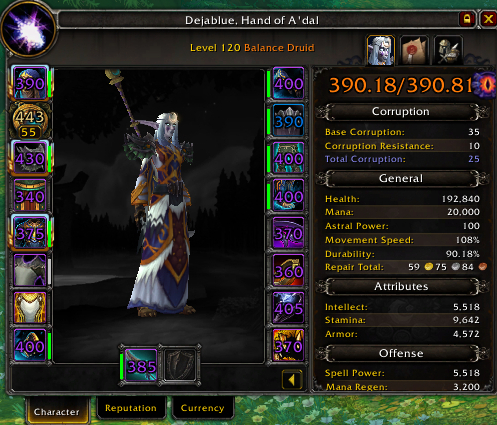 Dejablue, Hand of A'dal
Level 120 Balance Druid
390
443
55
430
340
375
400
400
390
400
400
370
360
405
370
385
390.18/390.81
Corruption
Base Corruption: 35
Corruption Resistance: 10
Total Corruption: 25
General
Health: 192,840
Mana: 20,000
Astral Power: 100
Movement Speed: 108%
Durability: 90.18%
Repair Total: 59 75 84
Attributes
Intellect: 5,518
Stamina: 9,642
Armor: 4,572
Offense
Spell Power: 5,518
Mana Regen: 3,200
Character
Reputation
Currency